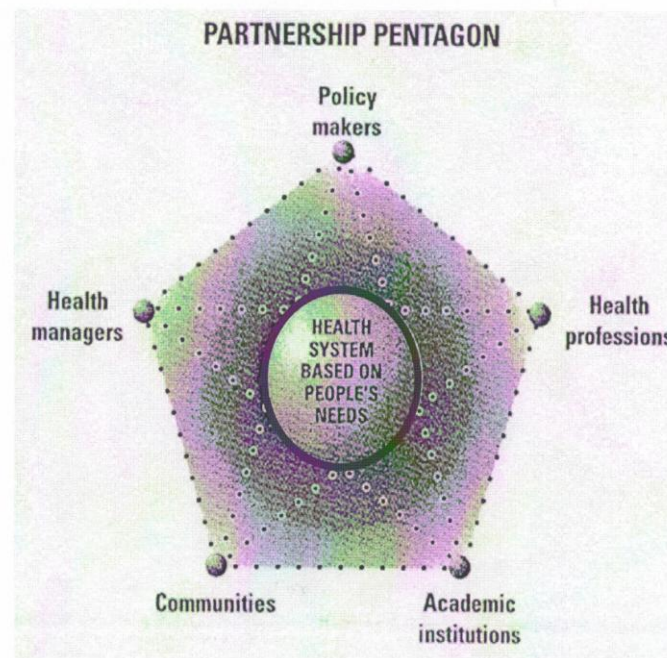 PARTNERSHIP PENTAGON
Policy
makers
Health
managers
Health
professions
HEALTH
SYSTEM
BASED ON
PEOPLE'S
NEEDS
Communities
Academic
institutions